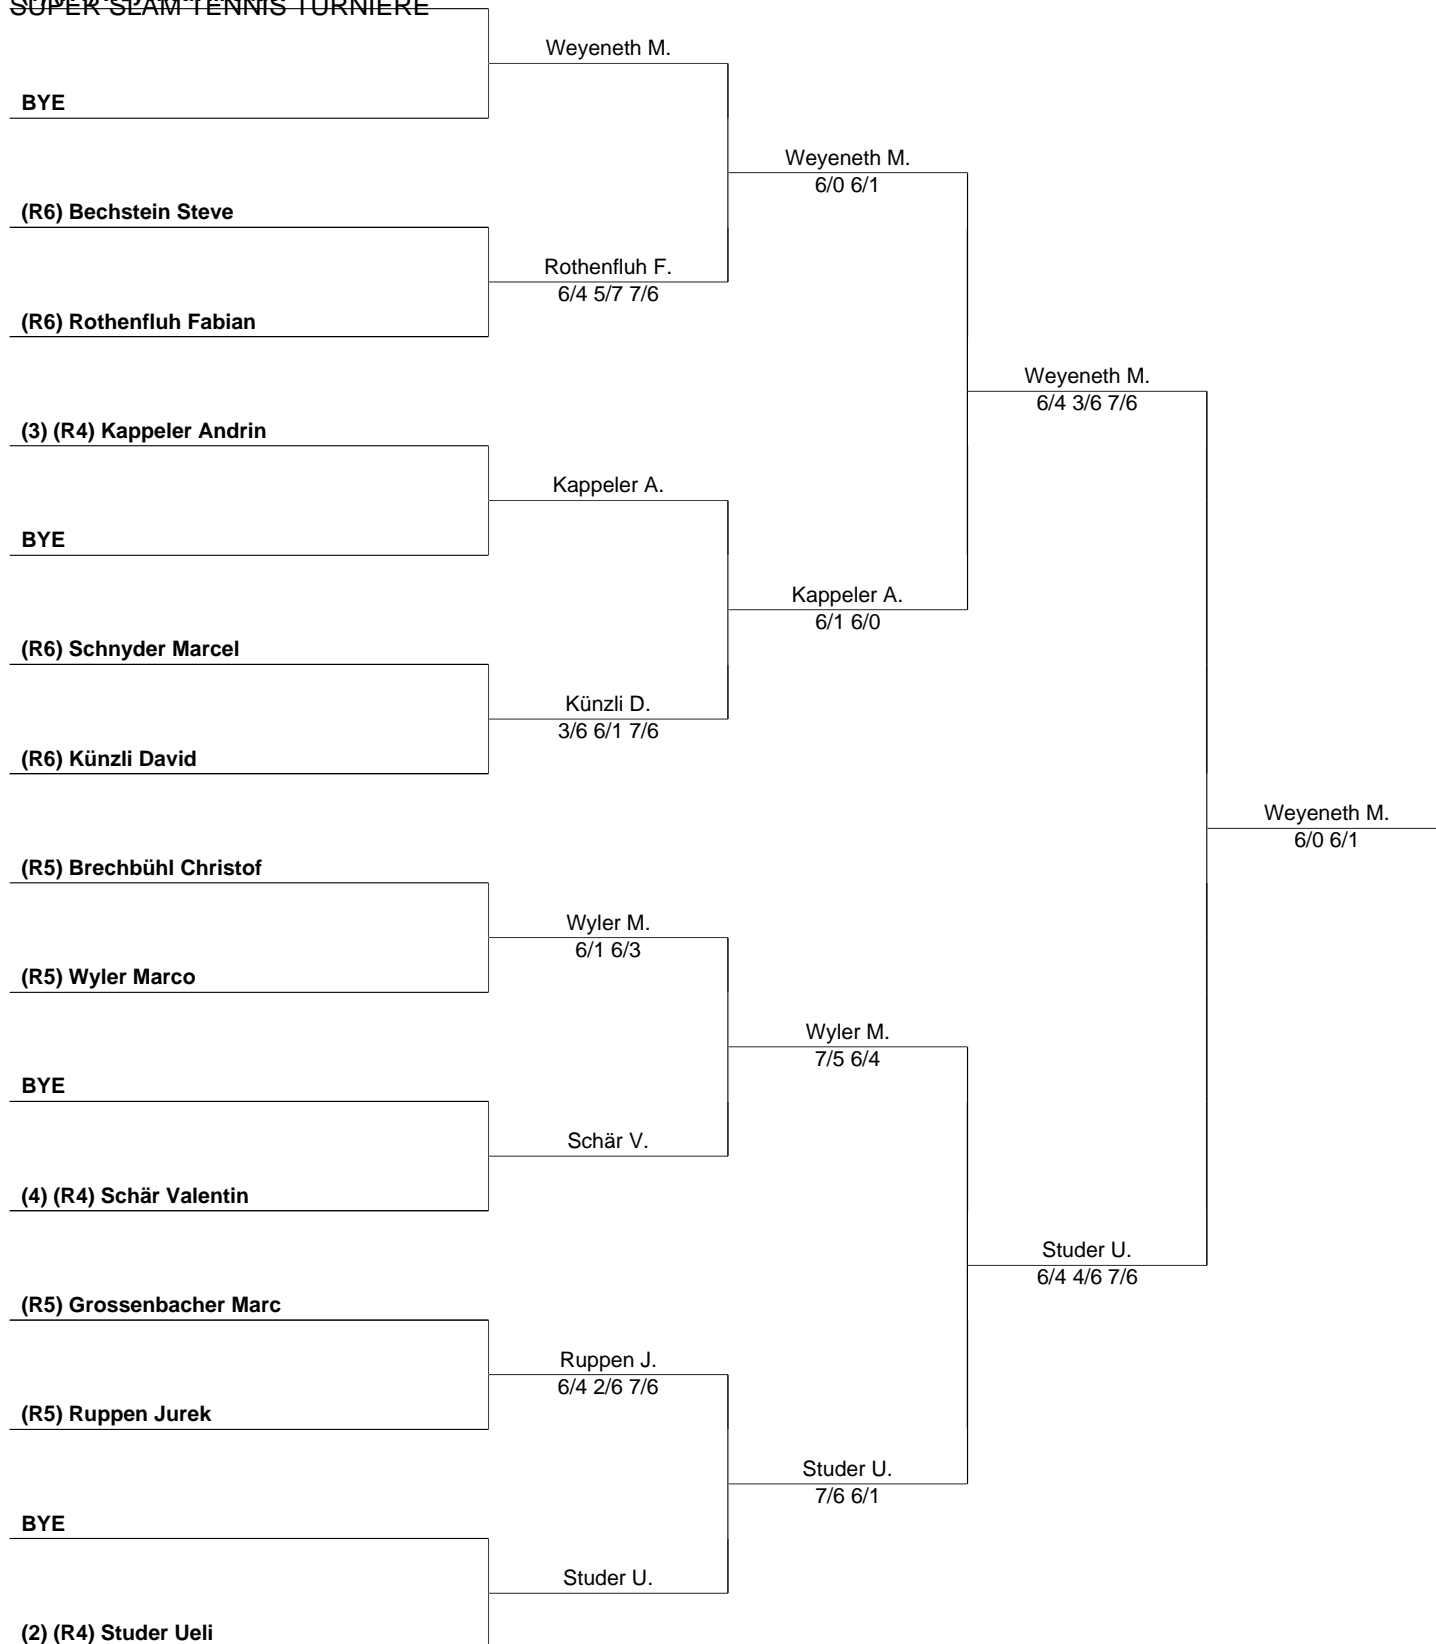 SUPER SLAM TENNIS TURNIERE
Weyeneth M.
BYE
Weyeneth M.
6/0 6/1
(R6) Bechstein Steve
Rothenfluh F.
6/4 5/7 7/6
(R6) Rothenfluh Fabian
Weyeneth M.
6/4 3/6 7/6
(3) (R4) Kappeler Andrin
Kappeler A.
BYE
Kappeler A.
6/1 6/0
(R6) Schnyder Marcel
Künzli D.
3/6 6/1 7/6
(R6) Künzli David
Weyeneth M.
6/0 6/1
(R5) Brechbühl Christof
Wyler M.
6/1 6/3
(R5) Wyler Marco
Wyler M.
7/5 6/4
BYE
Schär V.
(4) (R4) Schär Valentin
Studer U.
6/4 4/6 7/6
(R5) Grossenbacher Marc
Ruppen J.
6/4 2/6 7/6
(R5) Ruppen Jurek
Studer U.
7/6 6/1
BYE
Studer U.
(2) (R4) Studer Ueli